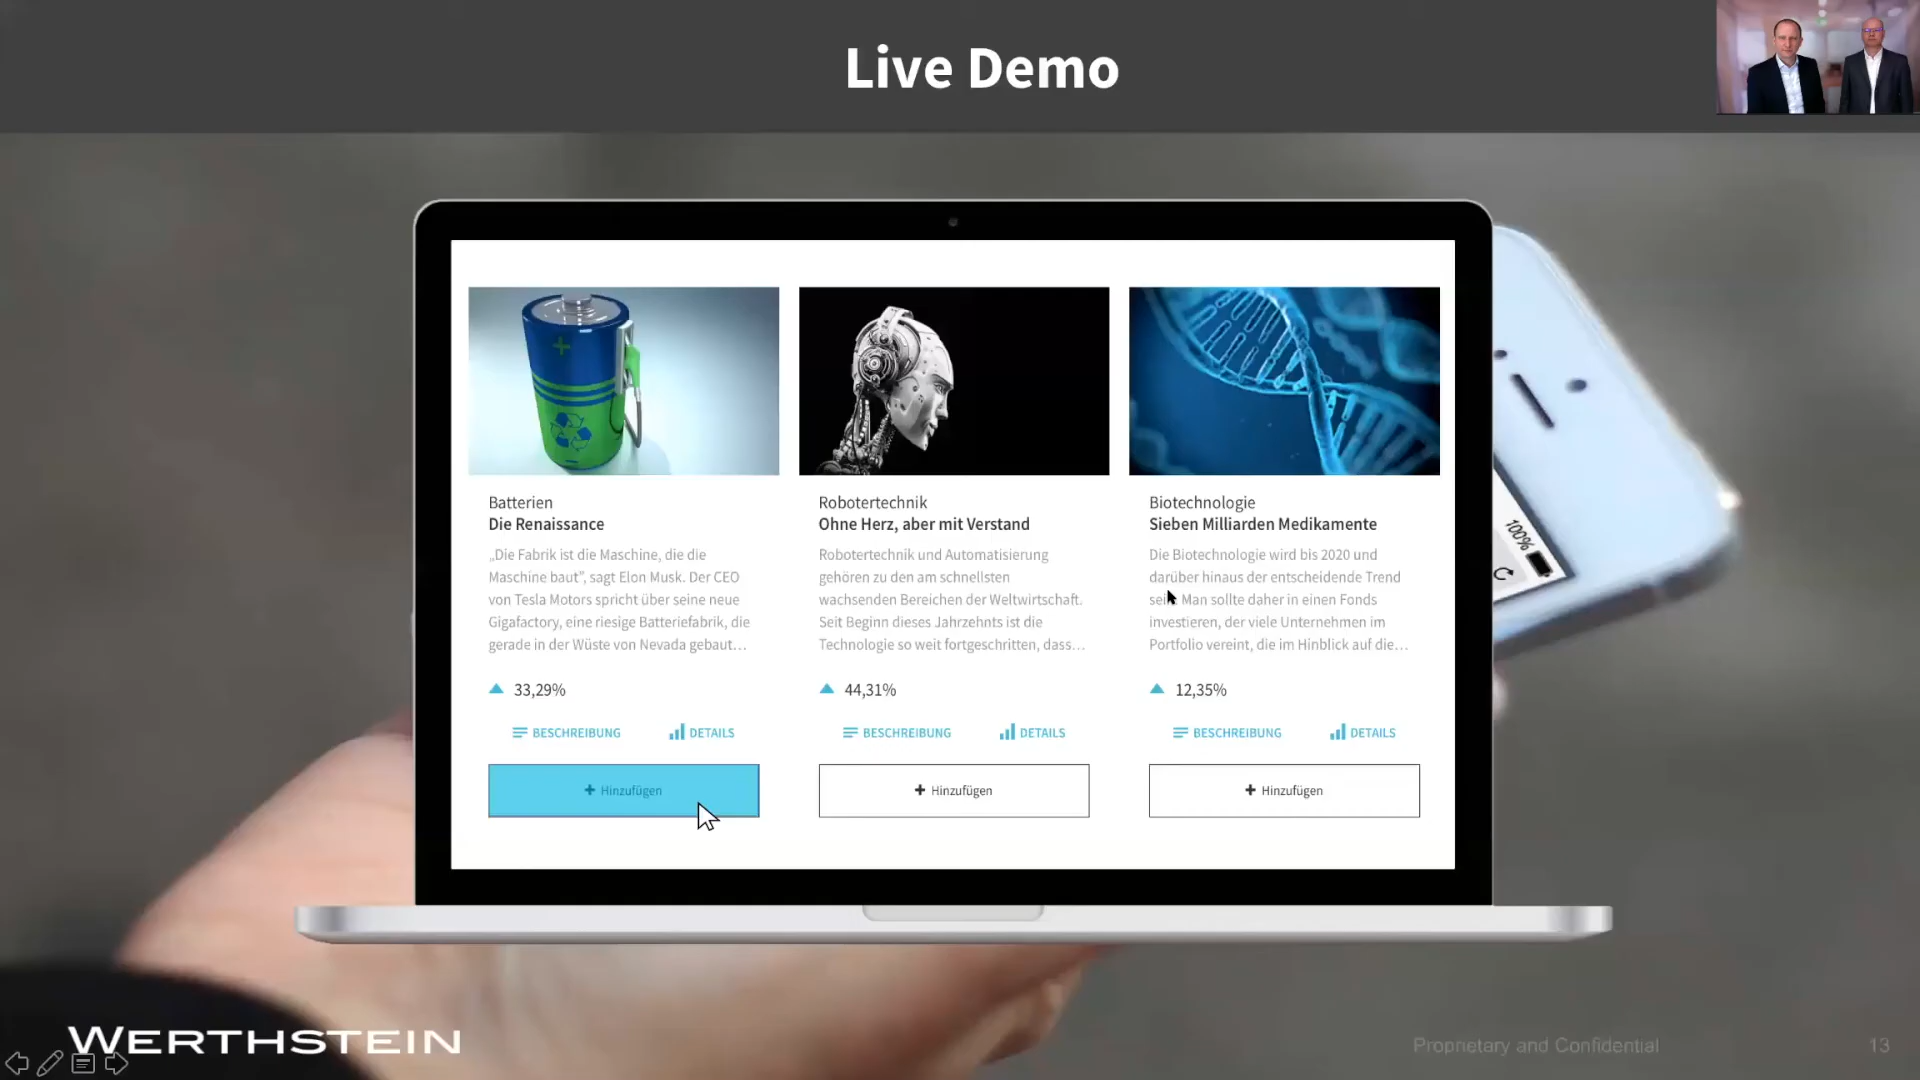 Live Demo
Batterien
Die Renaissance
„Die Fabrik ist die Maschine, die die
Maschine baut”, sagt Elon Musk. Der CEO
von Tesla Motors spricht über seine neue
Gigafactory, eine riesige Batteriefabrik, die
gerade in der Wüste von Nevada gebaut…
33,29%
BESCHREIBUNG DETAILS
+ Hinzufügen
Robotertechnik
Ohne Herz, aber mit Verstand
Robotertechnik und Automatisierung
gehören zu den am schnellsten
wachsenden Bereichen der Weltwirtschaft.
Seit Beginn dieses Jahrzehnts ist die
Technologie so weit fortgeschritten, dass…
44,31%
BESCHREIBUNG DETAILS
+ Hinzufügen
Biotechnologie
Sieben Milliarden Medikamente
Die Biotechnologie wird bis 2020 und
darüber hinaus der entscheidende Trend
sein. Man sollte daher in einen Fonds
investieren, der viele Unternehmen im
Portfolio vereint, die im Hinblick auf die…
12,35%
BESCHREIBUNG DETAILS
+ Hinzufügen
100%
WERTHSTEIN
Proprietary and Confidential
13